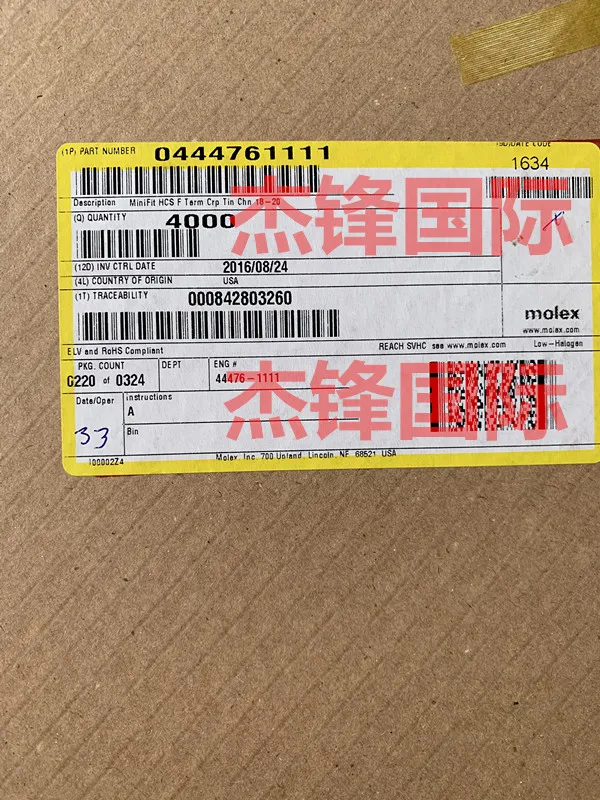 (1P) PART NUMBER 0444761111
(9D)DATE CODE
1634
Description MiniFit HCS F Term Crp Tin Chn 18-20
(Q) QUANTITY 4000
杰锋国际
(12D) INV CTRL DATE 2016/08/24
(4L) COUNTRY OF ORIGIN USA
(1T) TRACEABILITY 000842803260
molex
www.molex.com
ELV and RoHS Compliant REACH SVHC see www.molex.com Low-Halogen
PKG. COUNT DEPT ENG #
0220 of 0324 44476-1111
杰锋国际
Date/Oper instructions
A
33 Bin
Molex, Inc. 700 Upland, Lincoln, NE 68521 USA